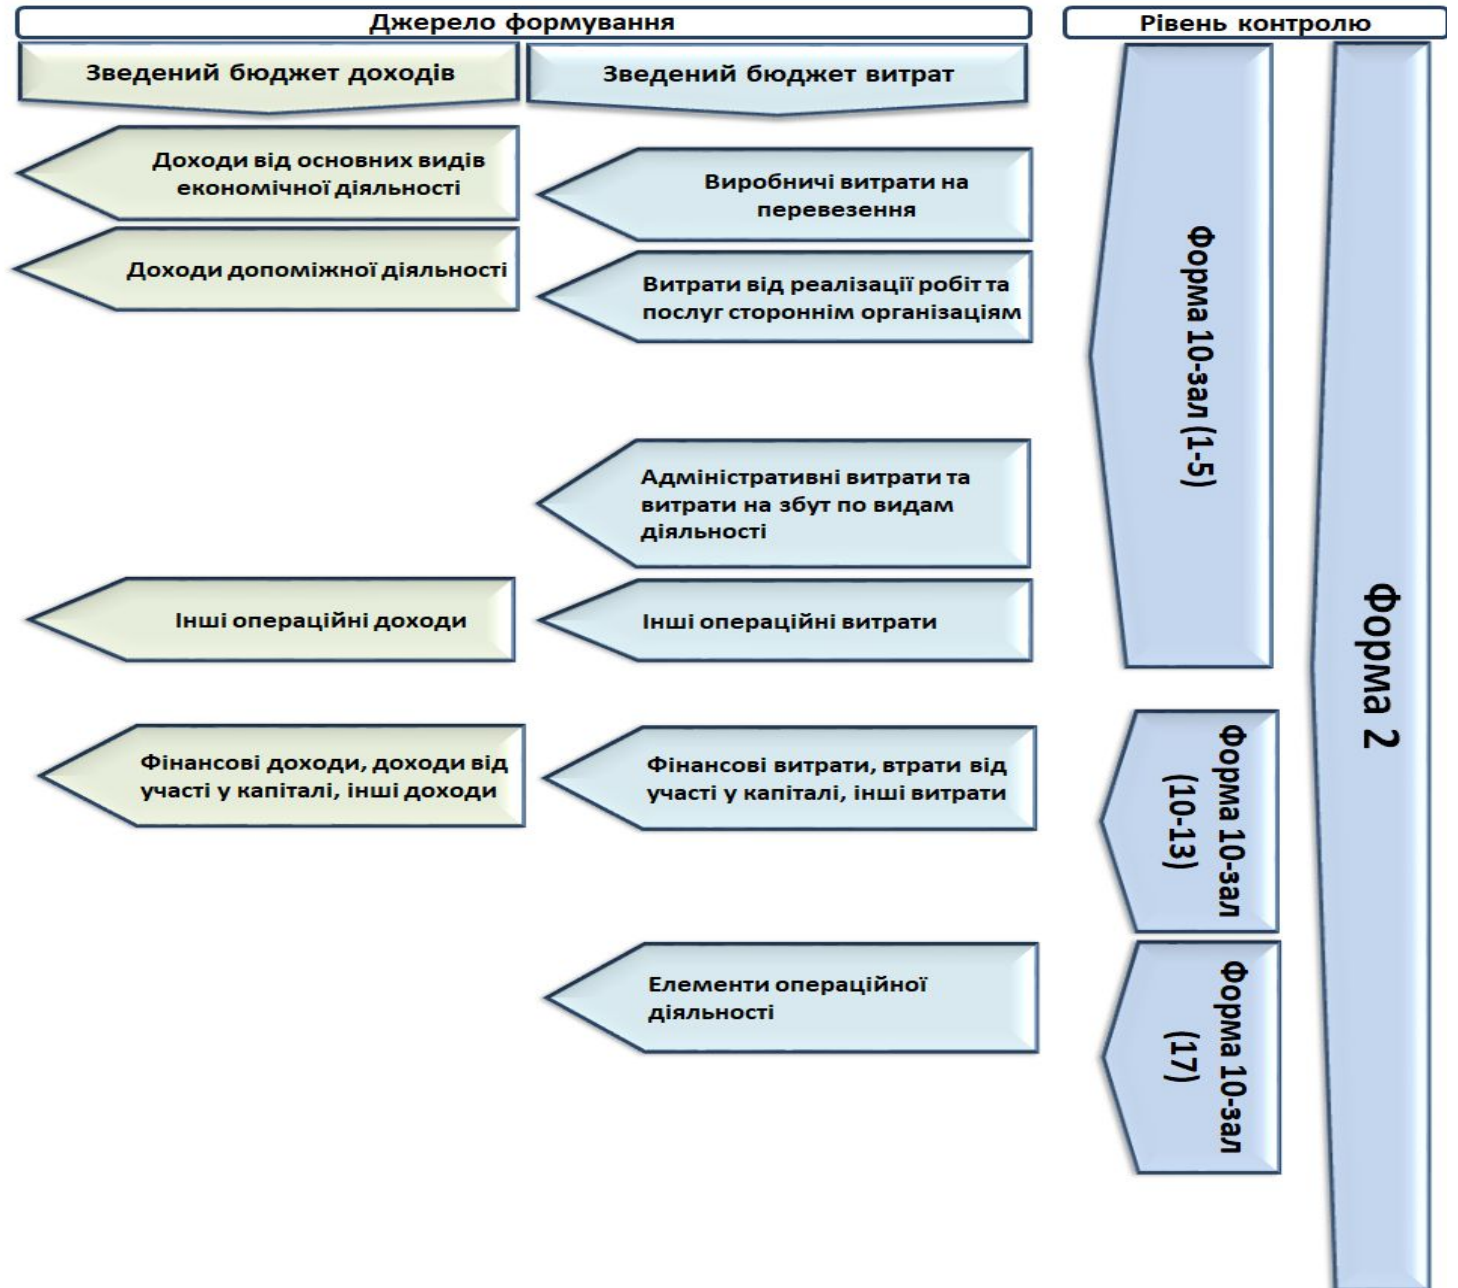 Джерело формування
Рівень контролю
Зведений бюджет доходів
Зведений бюджет витрат
Доходи від основних видів
економічної діяльності
Виробничі витрати на
перевезення
Доходи допоміжної діяльності
Витрати від реалізації робіт та
послуг стороннім організаціям
Адміністративні витрати та
витрати на збут по видам
діяльності
Інші операційні доходи
Інші операційні витрати
Фінансові доходи, доходи від
участі у капіталі, інші доходи
Фінансові витрати, втрати від
участі у капіталі, інші витрати
Елементи операційної
діяльності
Форма 10-зал (1-5)
Форма 10-зал
(10-13)
Форма 10-зал
(17)
Форма 2